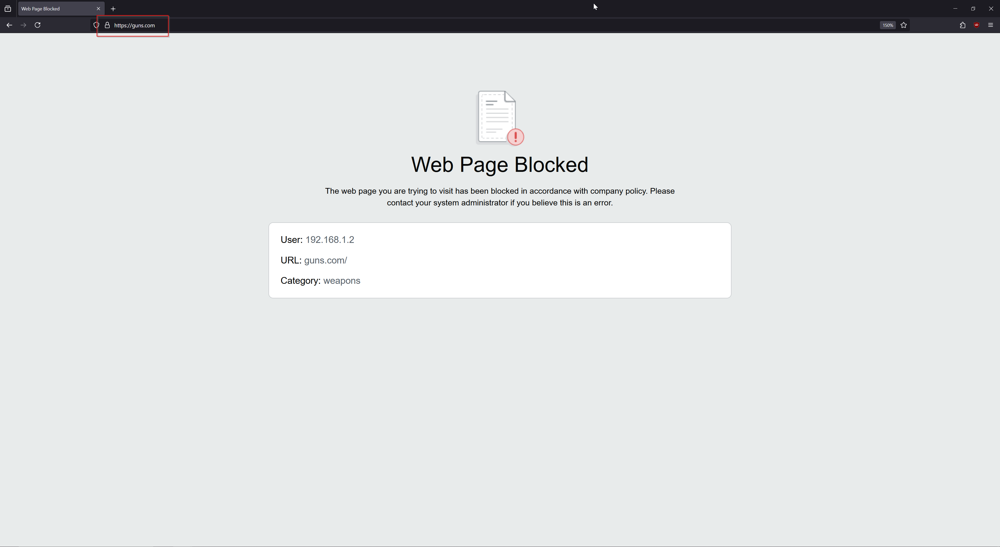 Web Page Blocked
https://guns.com
150%
Web Page Blocked
The web page you are trying to visit has been blocked in accordance with company policy. Please
contact your system administrator if you believe this is an error.
User: 192.168.1.2
URL: guns.com/
Category: weapons